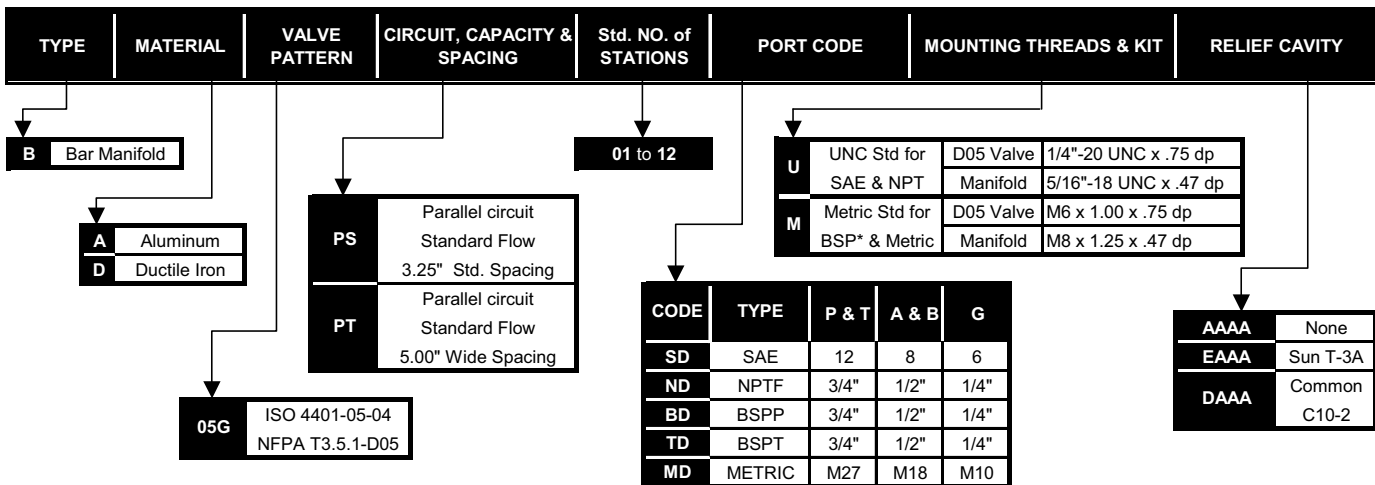 TYPE MATERIAL VALVE PATTERN CIRCUIT, CAPACITY & SPACING Std. NO. of STATIONS PORT CODE MOUNTING THREADS & KIT RELIEF CAVITY
B Bar Manifold
A Aluminum
D Ductile Iron
05G ISO 4401-05-04
NFPA T3.5.1-D05
PS Parallel circuit
Standard Flow
3.25" Std. Spacing
PT Parallel circuit
Standard Flow
5.00" Wide Spacing
01 to 12
CODE TYPE P & T A & B G
SD SAE 12 8 6
ND NPTF 3/4" 1/2" 1/4"
BD BSPP 3/4" 1/2" 1/4"
TD BSPT 3/4" 1/2" 1/4"
MD METRIC M27 M18 M10
U UNC Std for D05 Valve 1/4"-20 UNC x .75 dp
SAE & NPT Manifold 5/16"-18 UNC x .47 dp
M Metric Std for D05 Valve M6 x 1.00 x .75 dp
BSP* & Metric Manifold M8 x 1.25 x .47 dp
AAAA None
EAAA Sun T-3A
DAAA Common
C10-2